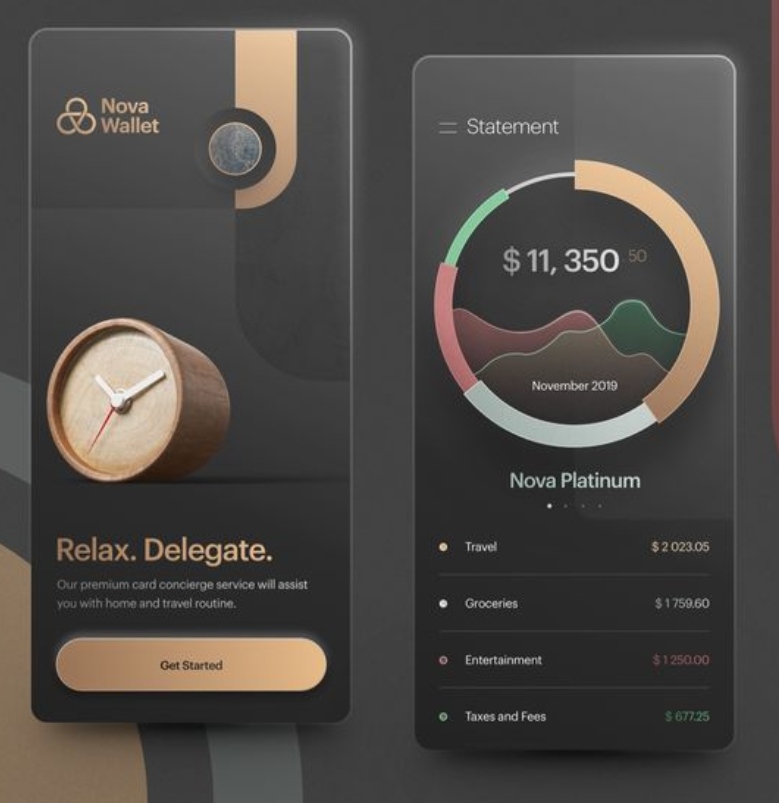 Nova
Wallet
Relax. Delegate.
Our premium card concierge service will assist
you with home and travel routine.
Get Started
Statement
$ 11, 350 50
November 2019
Nova Platinum
Travel $ 2 023.05
Groceries $ 1 759.60
Entertainment $ 1 250.00
Taxes and Fees $ 677.25